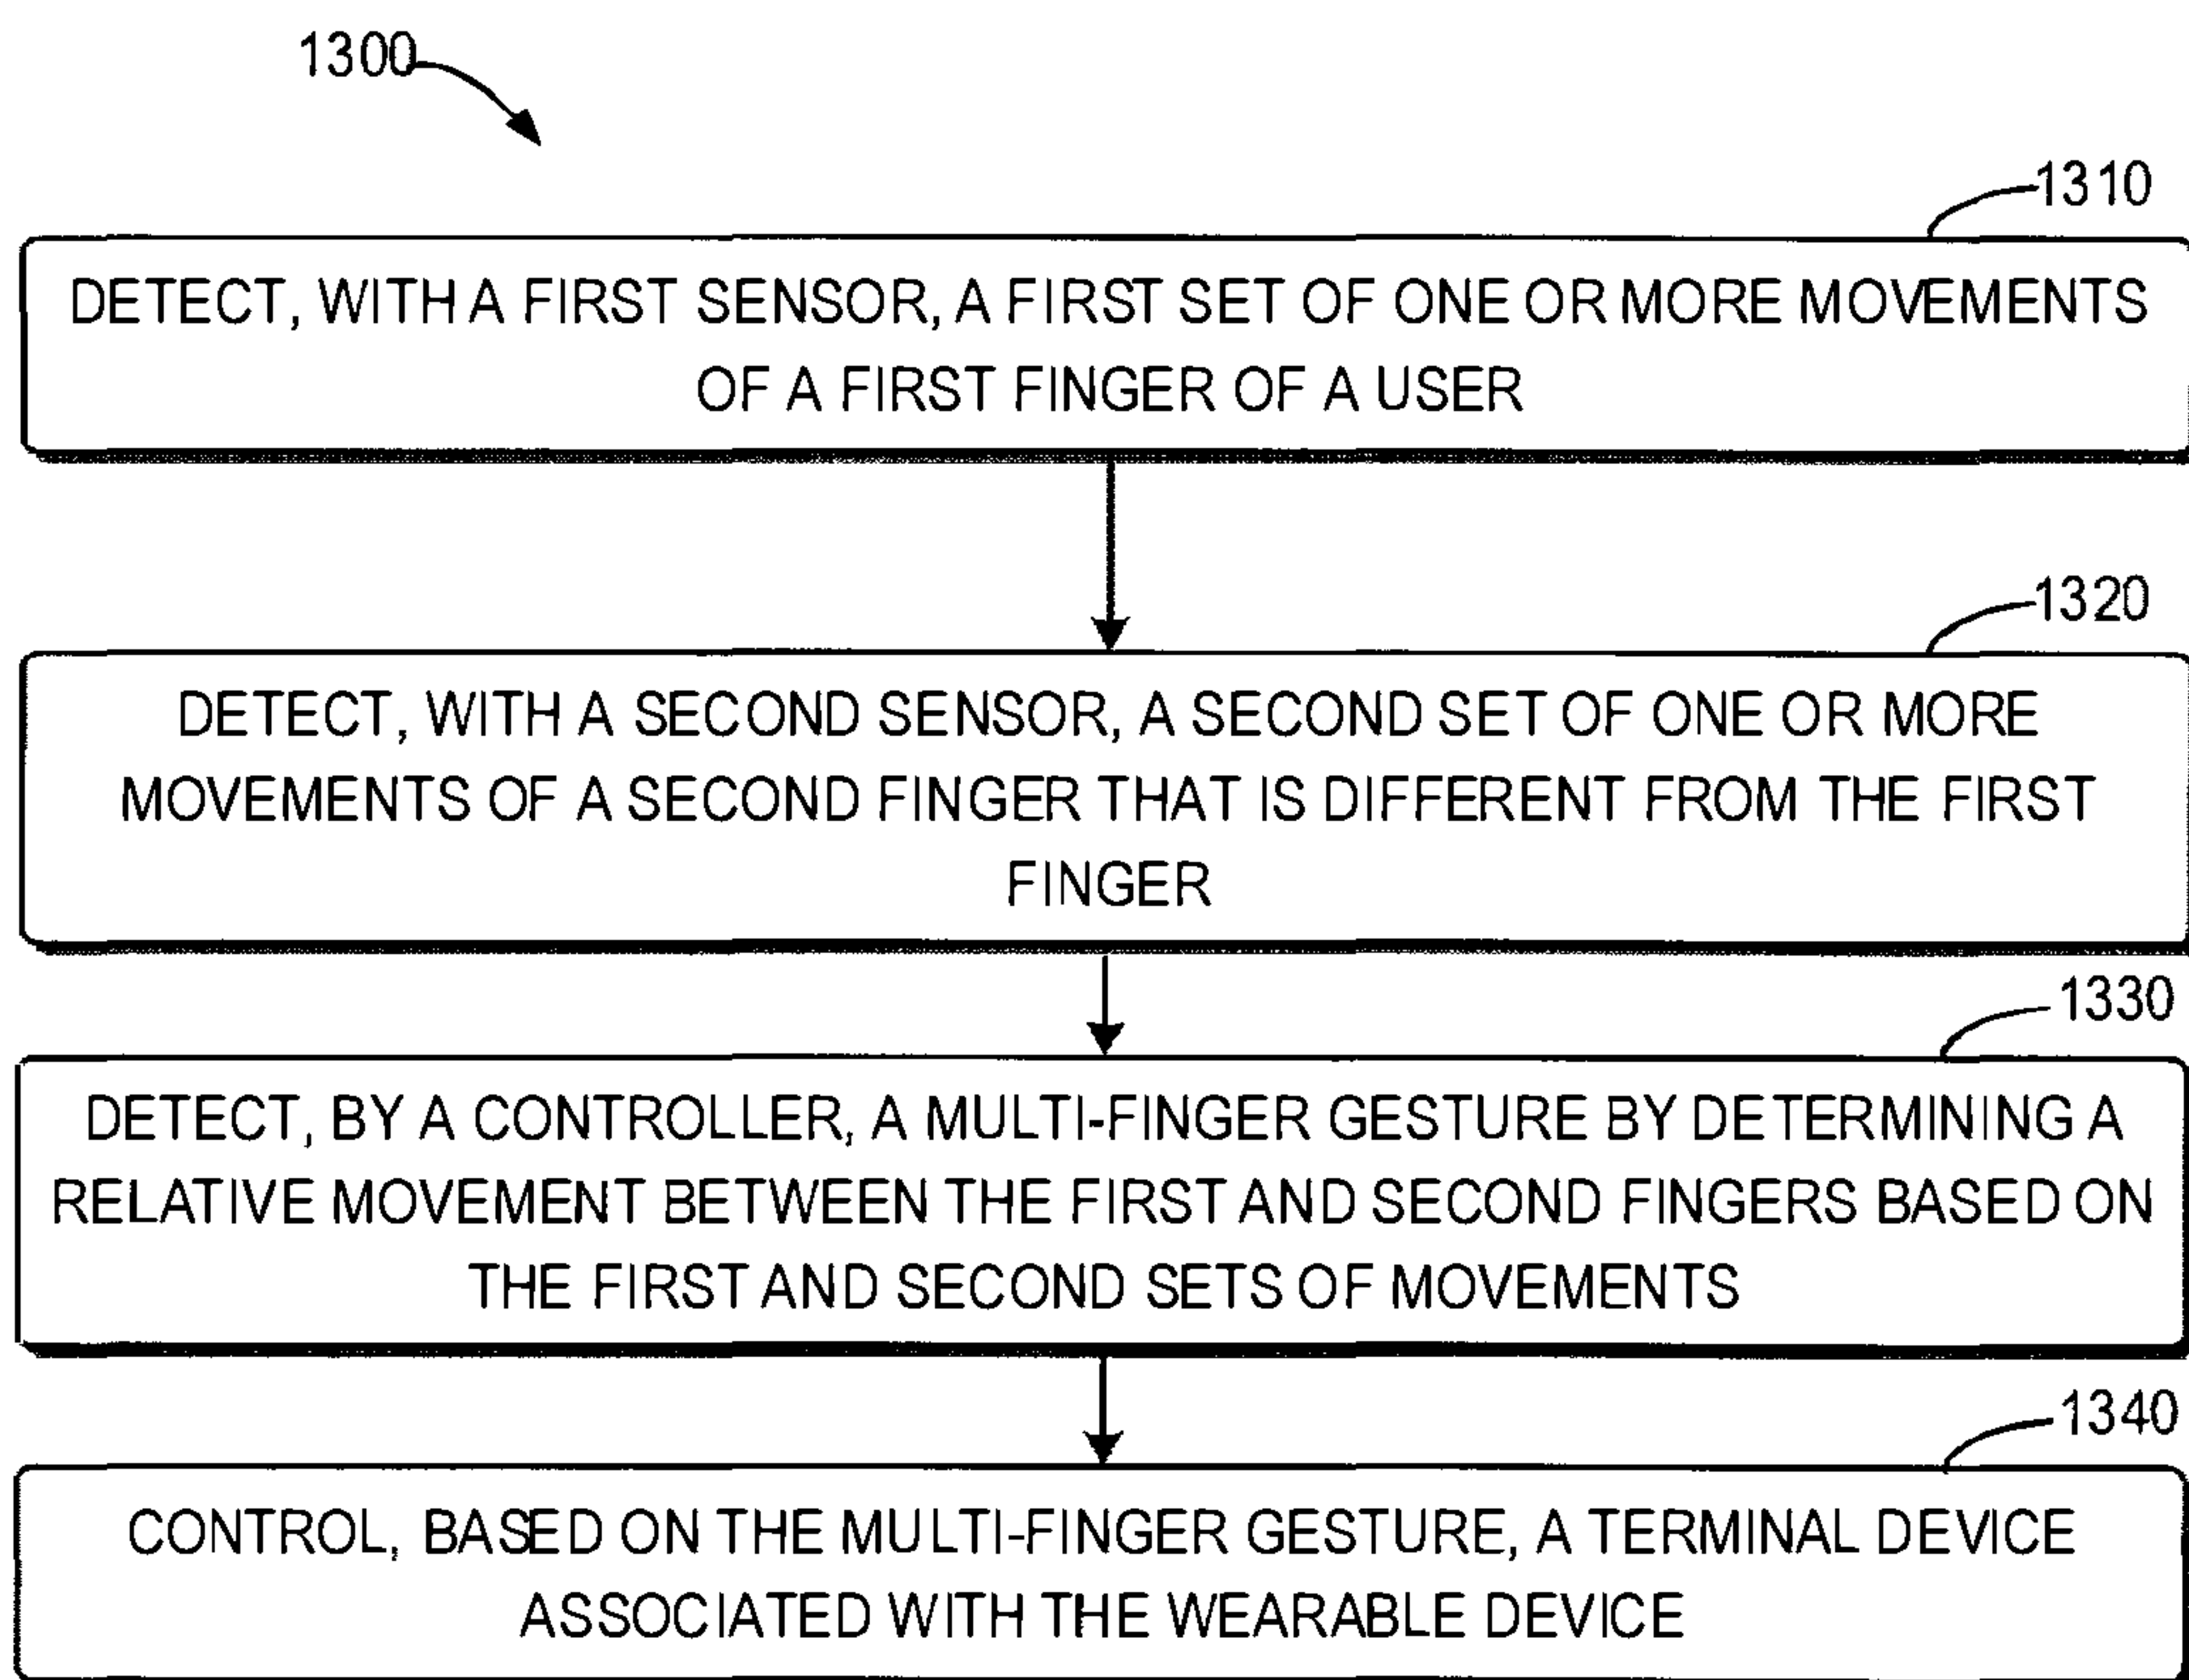 1300
1310
DETECT, WITH A FIRST SENSOR, A FIRST SET OF ONE OR MORE MOVEMENTS
OF A FIRST FINGER OF A USER
1320
DETECT, WITH A SECOND SENSOR, A SECOND SET OF ONE OR MORE
MOVEMENTS OF A SECOND FINGER THAT IS DIFFERENT FROM THE FIRST
FINGER
1330
DETECT, BY A CONTROLLER, A MULTI-FINGER GESTURE BY DETERMINING A
RELATIVE MOVEMENT BETWEEN THE FIRST AND SECOND FINGERS BASED ON
THE FIRST AND SECOND SETS OF MOVEMENTS
1340
CONTROL, BASED ON THE MULTI-FINGER GESTURE, A TERMINAL DEVICE
ASSOCIATED WITH THE WEARABLE DEVICE